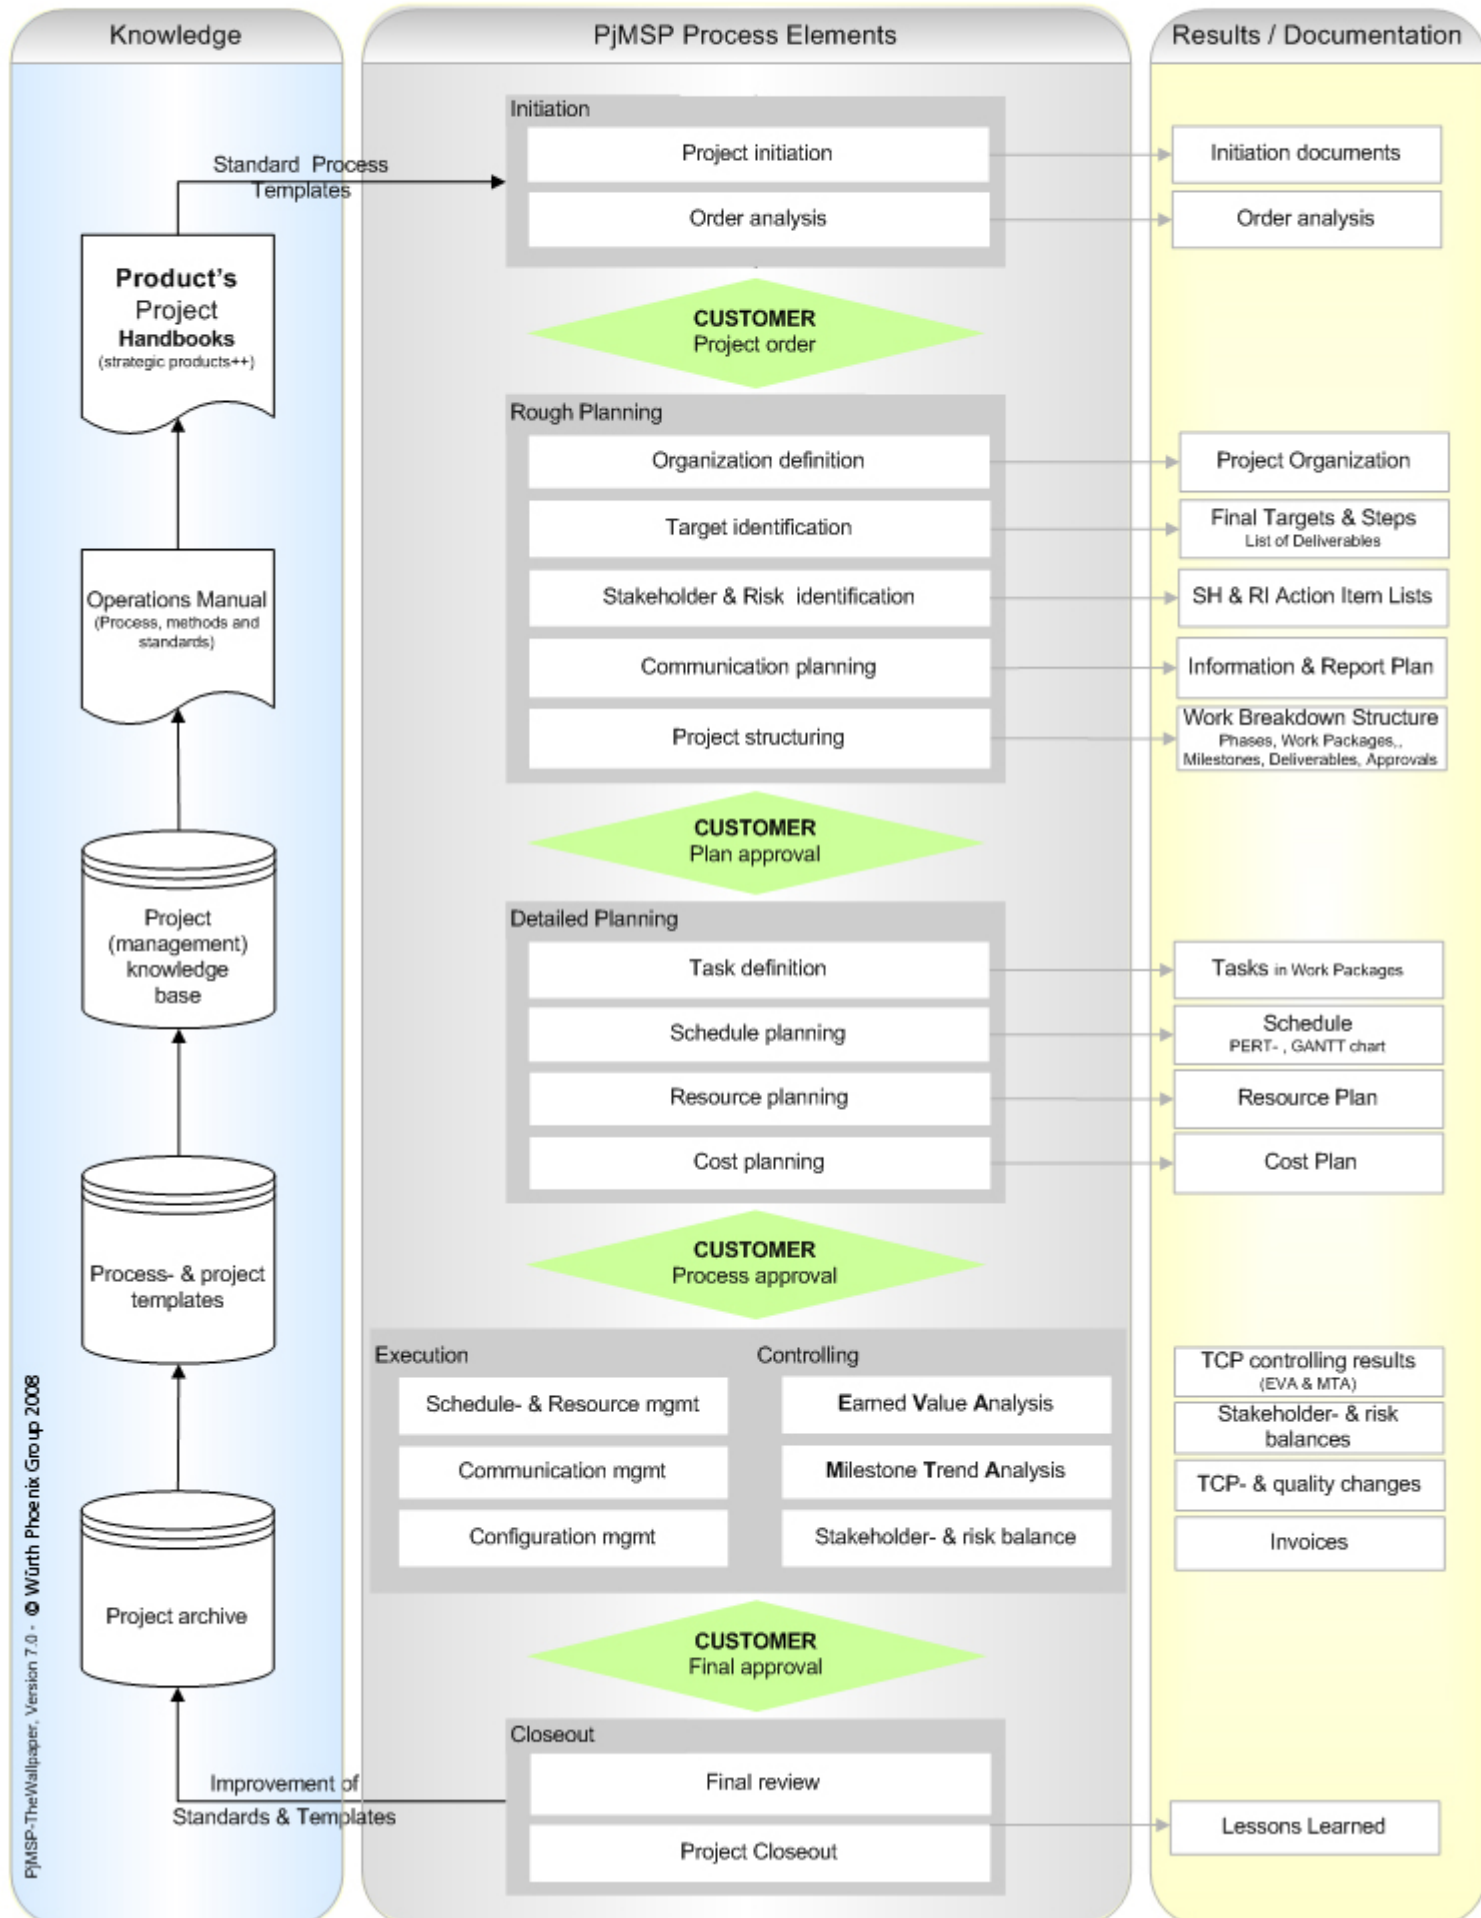 Knowledge
PjMSP Process Elements
Results / Documentation
Standard Process
Templates
Product's
Project
Handbooks
(strategic products++)
Operations Manual
(Process, methods and
standards)
Project
(management)
knowledge
base
Process- & project
templates
Project archive
Improvement of
Standards & Templates
PjMSP-TheWallpaper, Version 7.0 - © Würth Phoenix Group 2008
Initiation
Project initiation
Order analysis
CUSTOMER
Project order
Rough Planning
Organization definition
Target identification
Stakeholder & Risk identification
Communication planning
Project structuring
CUSTOMER
Plan approval
Detailed Planning
Task definition
Schedule planning
Resource planning
Cost planning
CUSTOMER
Process approval
Execution
Schedule- & Resource mgmt
Communication mgmt
Configuration mgmt
Controlling
Earned Value Analysis
Milestone Trend Analysis
Stakeholder- & risk balance
CUSTOMER
Final approval
Closeout
Final review
Project Closeout
Initiation documents
Order analysis
Project Organization
Final Targets & Steps
List of Deliverables
SH & RI Action Item Lists
Information & Report Plan
Work Breakdown Structure
Phases, Work Packages,,
Milestones, Deliverables, Approvals
Tasks in Work Packages
Schedule
PERT- , GANTT chart
Resource Plan
Cost Plan
TCP controlling results
(EVA & MTA)
Stakeholder- & risk
balances
TCP- & quality changes
Invoices
Lessons Learned